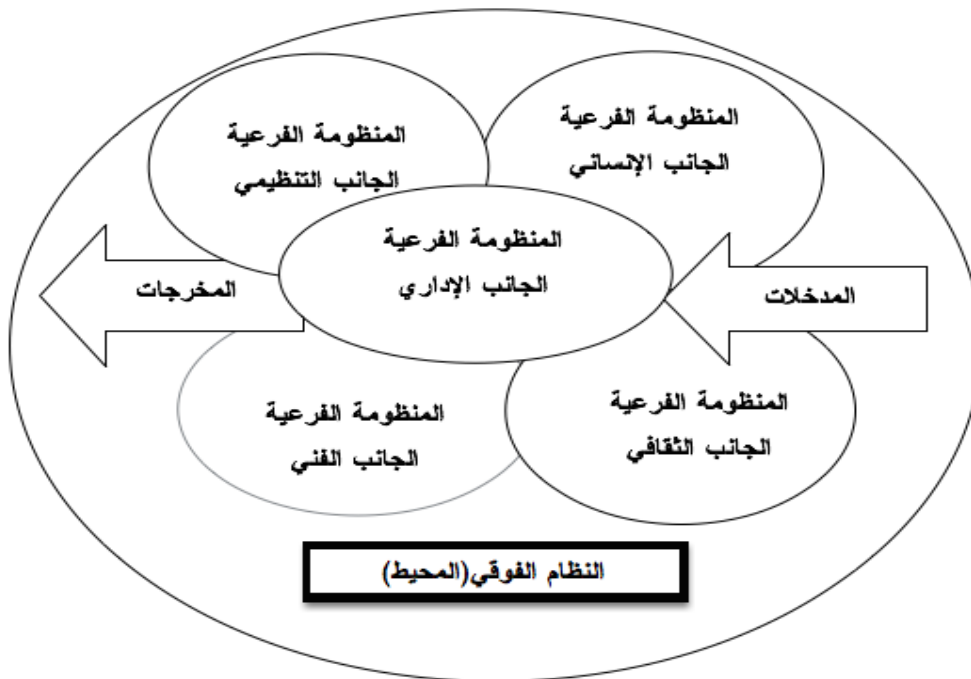 المنظومة الفرعية
الجانب الإنساني
المنظومة الفرعية
الجانب التنظيمي
المنظومة الفرعية
الجانب الإداري
المدخلات
المخرجات
المنظومة الفرعية
الجانب الثقافي
المنظومة الفرعية
الجانب الفني
النظام الفوقي(المحيط)